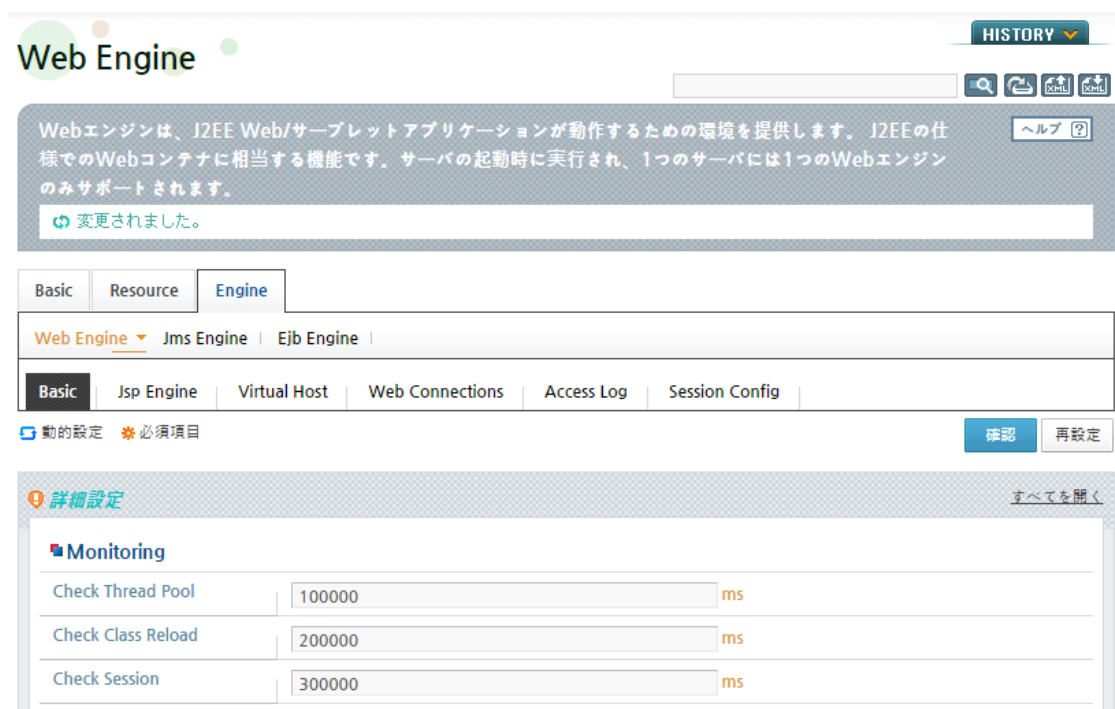 Web Engine
HISTORY
XML XML
Webエンジンは、J2EE Web/サーブレットアプリケーションが動作するための環境を提供します。 J2EEの仕
様でのWebコンテナに相当する機能です。サーバの起動時に実行され、1つのサーバには1つのWebエンジン
のみサポートされます。
ヘルプ ?
変更されました。
Basic Resource Engine
Web Engine Jms Engine Ejb Engine
Basic Jsp Engine Virtual Host Web Connections Access Log Session Config
動的設定 必須項目
確認 再設定
詳細設定
すべてを開く
Monitoring
Check Thread Pool 100000 ms
Check Class Reload 200000 ms
Check Session 300000 ms